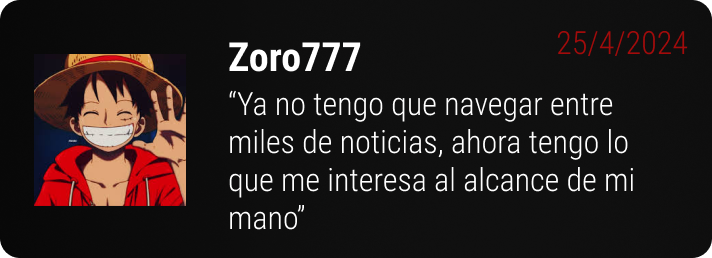 Zoro777
25/4/2024
“Ya no tengo que navegar entre
miles de noticias, ahora tengo lo
que me interesa al alcance de mi
mano”